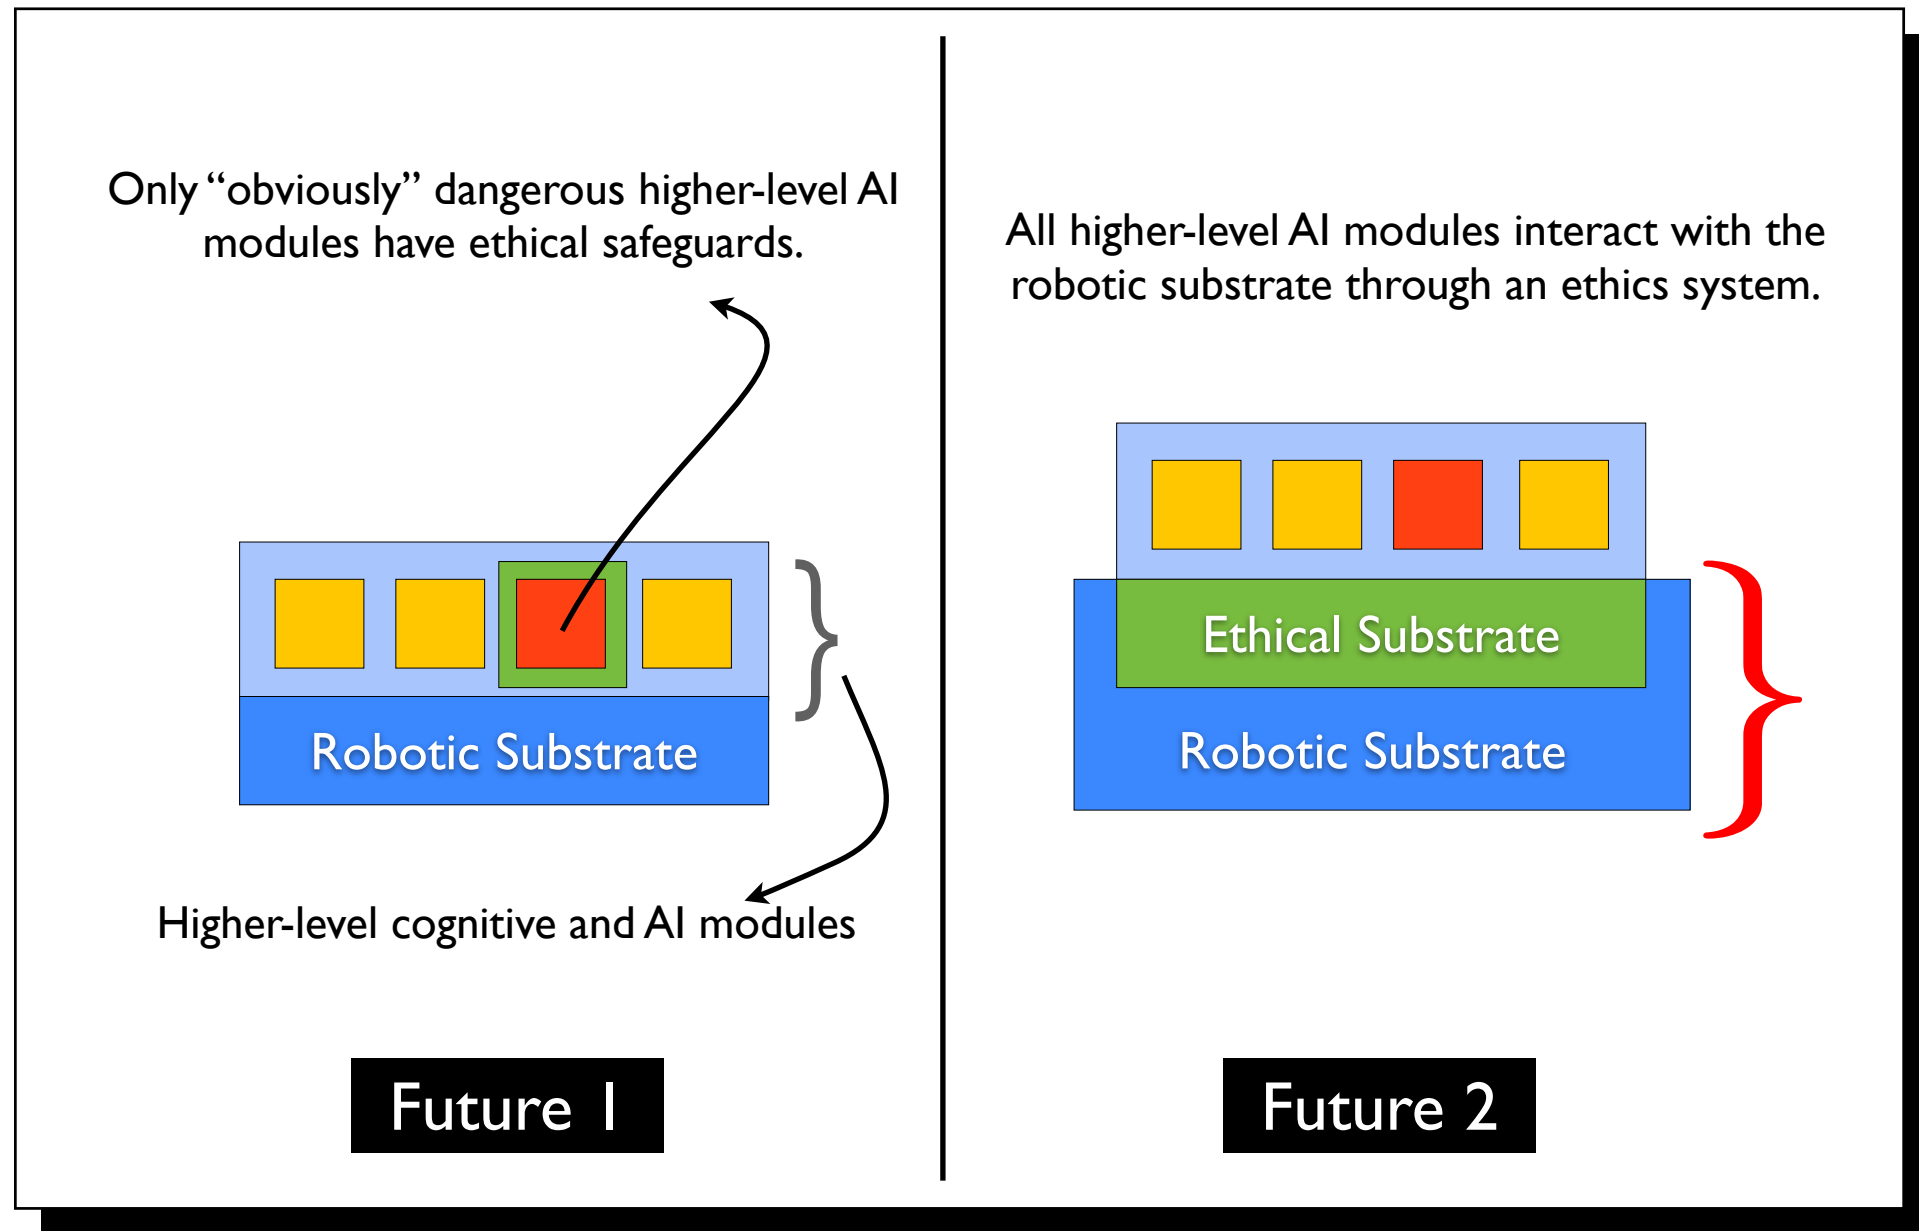 Only “obviously” dangerous higher-level AI
modules have ethical safeguards.
Robotic Substrate
Higher-level cognitive and AI modules
Future 1
All higher-level AI modules interact with the
robotic substrate through an ethics system.
Ethical Substrate
Robotic Substrate
Future 2